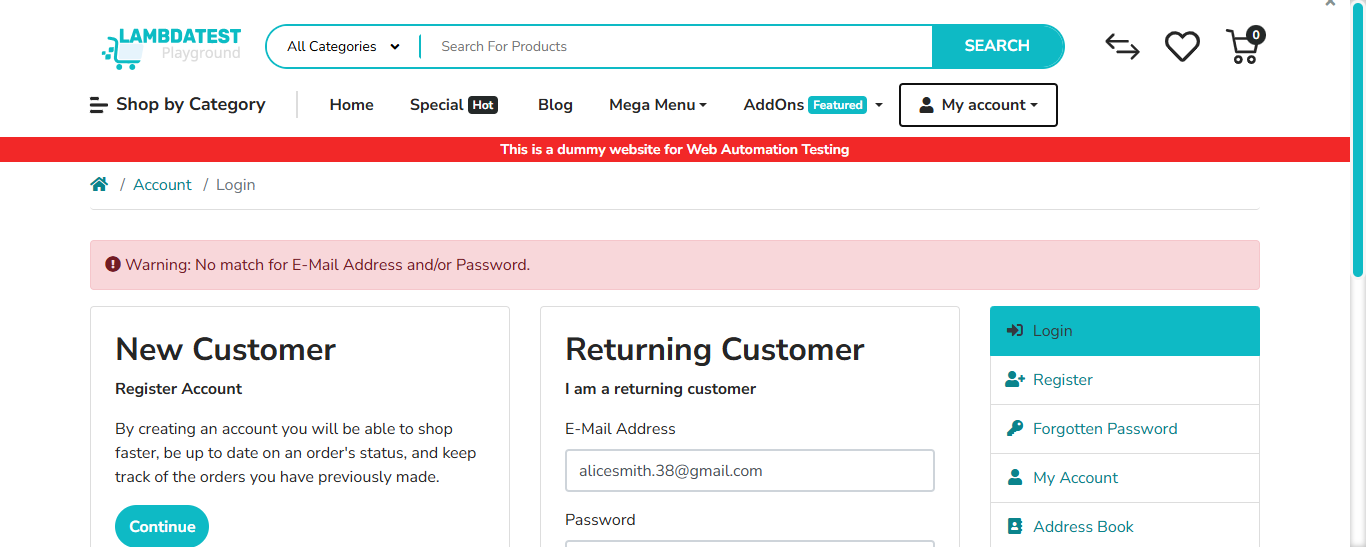 LAMBDATEST
Playground
All Categories
Search For Products
SEARCH
0
Shop by Category
Home
Special Hot
Blog
Mega Menu
AddOns Featured
My account
This is a dummy website for Web Automation Testing
/ Account / Login
Warning: No match for E-Mail Address and/or Password.
New Customer
Register Account
By creating an account you will be able to shop
faster, be up to date on an order's status, and keep
track of the orders you have previously made.
Continue
Returning Customer
I am a returning customer
E-Mail Address
alicesmith.38@gmail.com
Password
Login
Register
Forgotten Password
My Account
Address Book